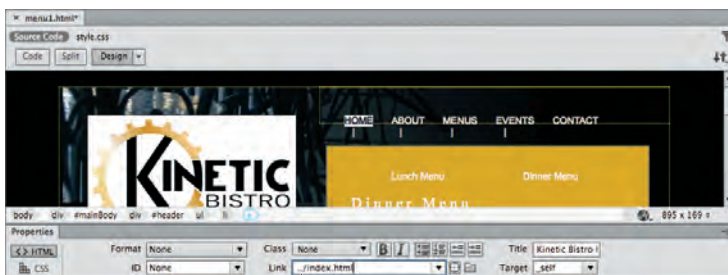 × menu1.html*
Source Code style.css
Code Split Design
HOME ABOUT MENUS EVENTS CONTACT
KINETIC
BISTRO
Lunch Menu Dinner Menu
Dinner Menu
body div #mainBody div #header ul li 895 x 169
Properties
<> HTML Format None Class None B I Title Kinetic Bistro
CSS ID None Link ../index.html Target _self